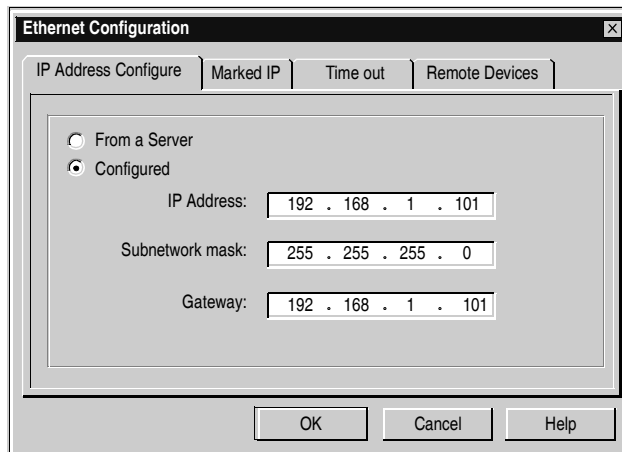 Ethernet Configuration
IP Address Configure Marked IP Time out Remote Devices
From a Server
Configured
IP Address: 192 . 168 . 1 . 101
Subnetwork mask: 255 . 255 . 255 . 0
Gateway: 192 . 168 . 1 . 101
OK Cancel Help